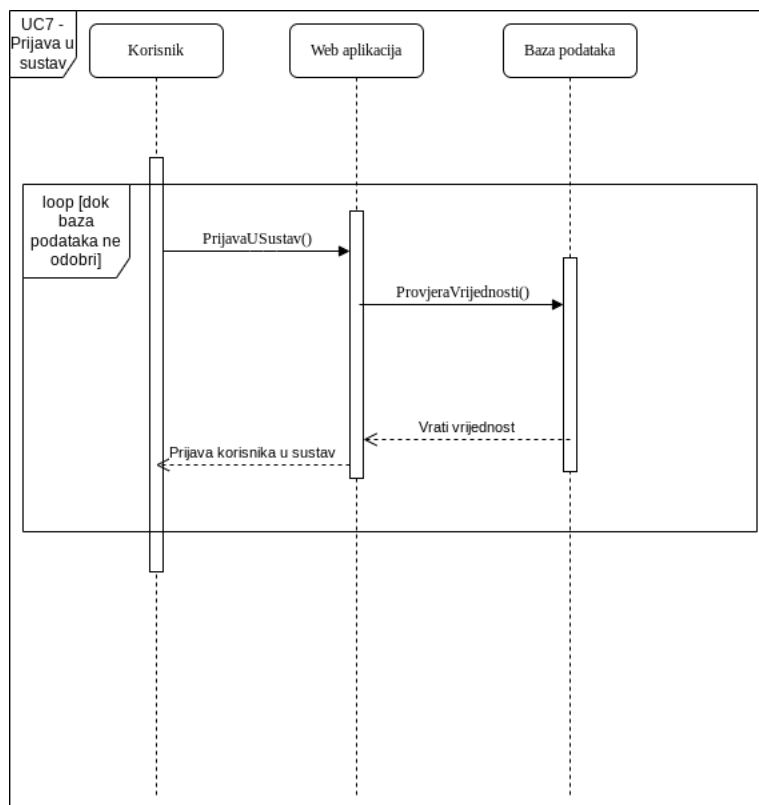 UC7 -
Prijava u
sustav
Korisnik
Web aplikacija
Baza podataka
loop [dok
baza
podataka ne
odobri]
PrijavaUSustav()
ProvjeraVrijednosti()
Vrati vrijednost
Prijava korisnika u sustav